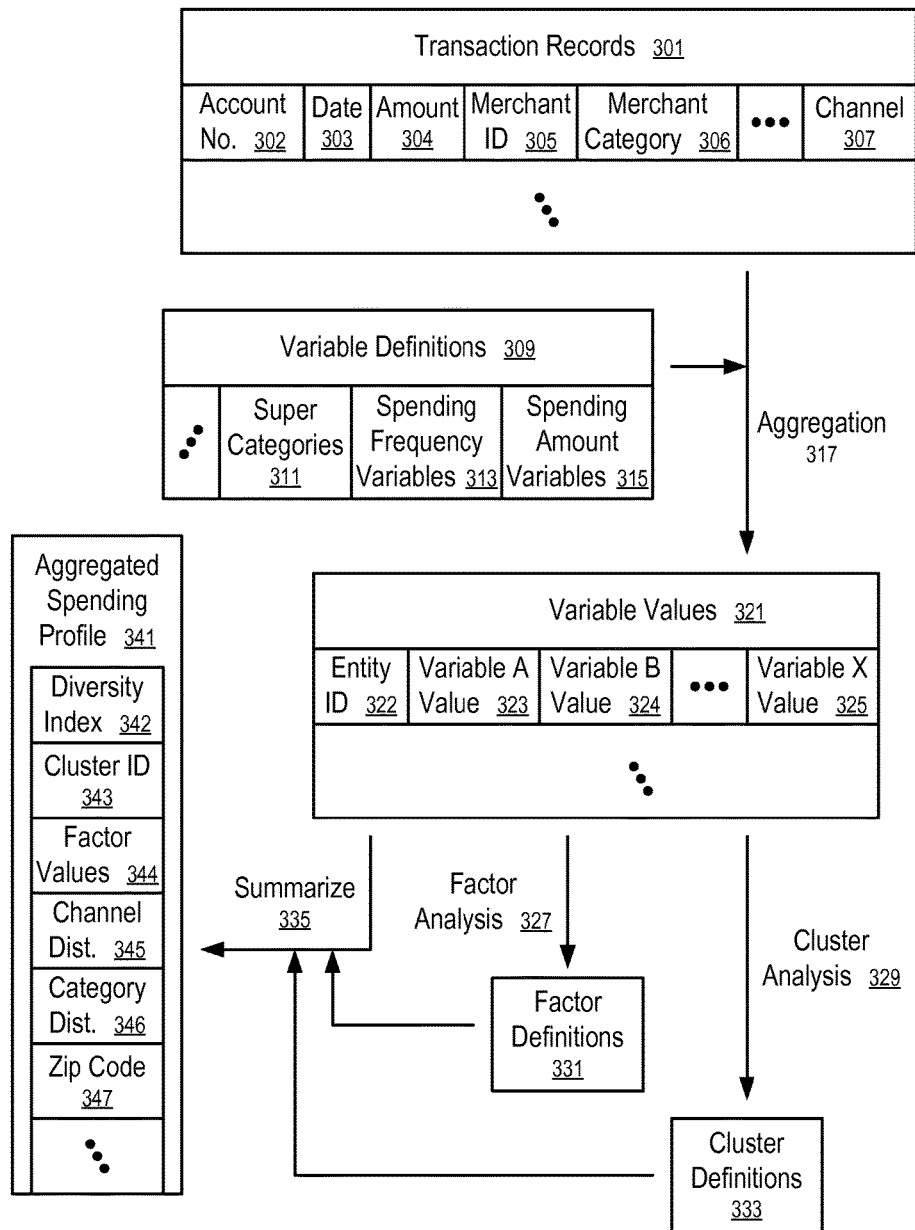 Transaction Records 301
Account No. 302
Date 303
Amount 304
Merchant ID 305
Merchant Category 306
•••
Channel 307
Variable Definitions 309
Super Categories 311
Spending Frequency Variables 313
Spending Amount Variables 315
Aggregation 317
Aggregated Spending Profile 341
Diversity Index 342
Cluster ID 343
Factor Values 344
Channel Dist. 345
Category Dist. 346
Zip Code 347
Variable Values 321
Entity ID 322
Variable A Value 323
Variable B Value 324
•••
Variable X Value 325
Summarize 335
Factor Analysis 327
Cluster Analysis 329
Factor Definitions 331
Cluster Definitions 333